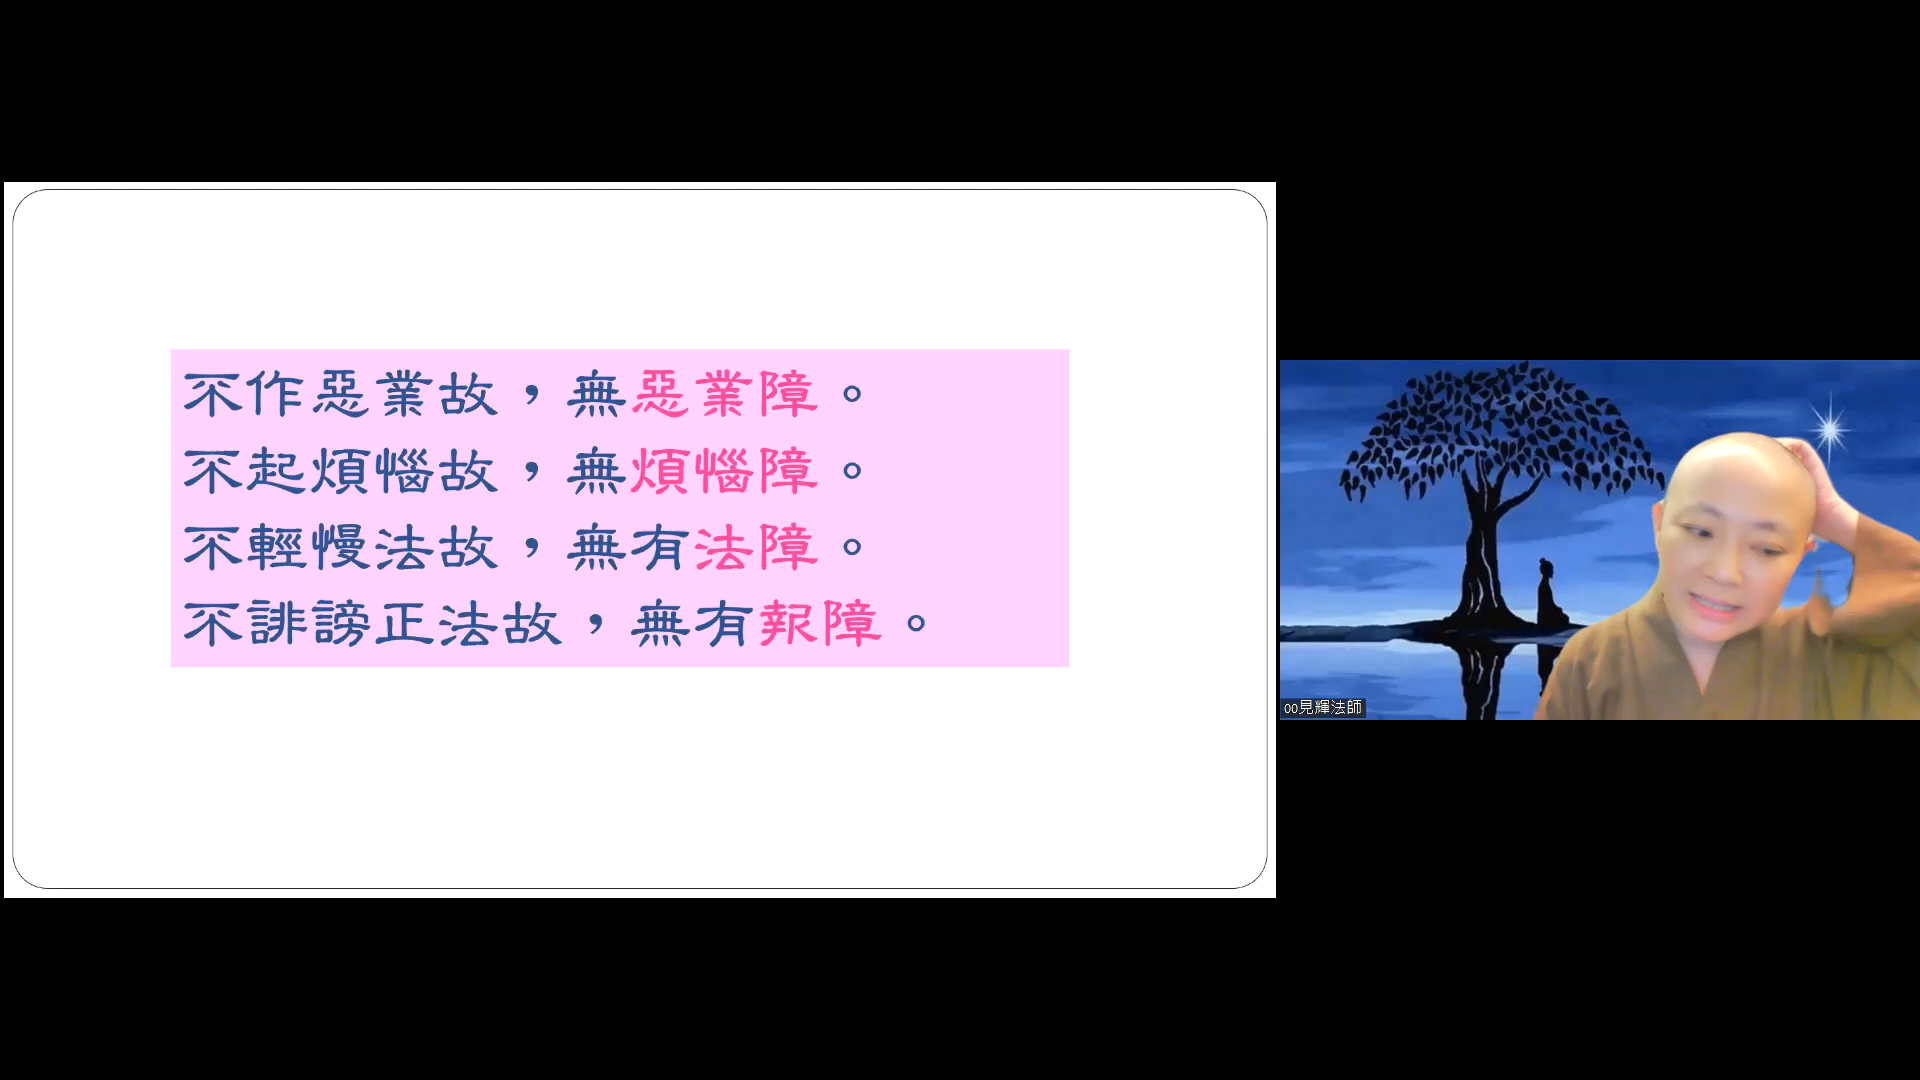 不作惡業故，無惡業障。
不起煩惱故，無煩惱障。
不輕慢法故，無有法障。
不誹謗正法故，無有報障。
oo見輝法師